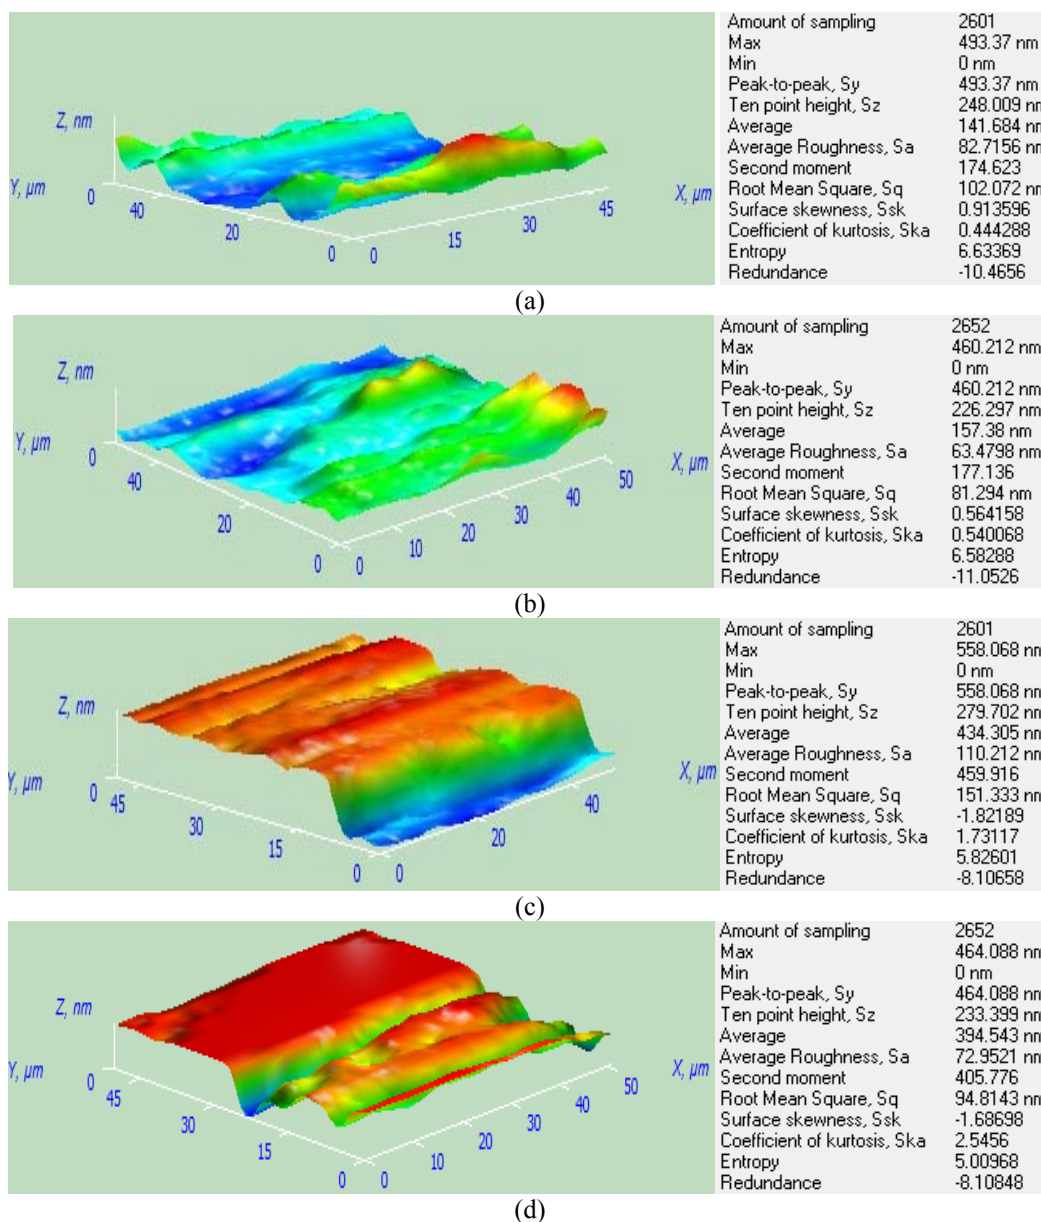 Amount of sampling 2601
Max 493.37 nm
Min 0 nm
Peak-to-peak, Sy 493.37 nm
Ten point height, Sz 248.009 nm
Average 141.684 nm
Average Roughness, Sa 82.7156 nm
Second moment 174.623
Root Mean Square, Sq 102.072 nm
Surface skewness, Ssk 0.913596
Coefficient of kurtosis, Ska 0.444288
Entropy 6.63369
Redundance -10.4656
Z, nm
Y, µm
X, µm
0 40 20 0 0 15 30 45
(a)
Amount of sampling 2652
Max 460.212 nm
Min 0 nm
Peak-to-peak, Sy 460.212 nm
Ten point height, Sz 226.297 nm
Average 157.38 nm
Average Roughness, Sa 63.4798 nm
Second moment 177.136
Root Mean Square, Sq 81.294 nm
Surface skewness, Ssk 0.564158
Coefficient of kurtosis, Ska 0.540068
Entropy 6.58288
Redundance -11.0526
Z, nm
Y, µm
X, µm
0 40 20 0 0 10 20 30 40 50
(b)
Amount of sampling 2601
Max 558.068 nm
Min 0 nm
Peak-to-peak, Sy 558.068 nm
Ten point height, Sz 279.702 nm
Average 434.305 nm
Average Roughness, Sa 110.212 nm
Second moment 459.916
Root Mean Square, Sq 151.333 nm
Surface skewness, Ssk -1.82189
Coefficient of kurtosis, Ska 1.73117
Entropy 5.82601
Redundance -8.10658
Z, nm
Y, µm
X, µm
0 45 30 15 0 0 20 40
(c)
Amount of sampling 2652
Max 464.088 nm
Min 0 nm
Peak-to-peak, Sy 464.088 nm
Ten point height, Sz 233.399 nm
Average 394.543 nm
Average Roughness, Sa 72.9521 nm
Second moment 405.776
Root Mean Square, Sq 94.8143 nm
Surface skewness, Ssk -1.68698
Coefficient of kurtosis, Ska 2.5456
Entropy 5.00968
Redundance -8.10848
Z, nm
Y, µm
X, µm
0 45 30 15 0 0 10 20 30 40 50
(d)